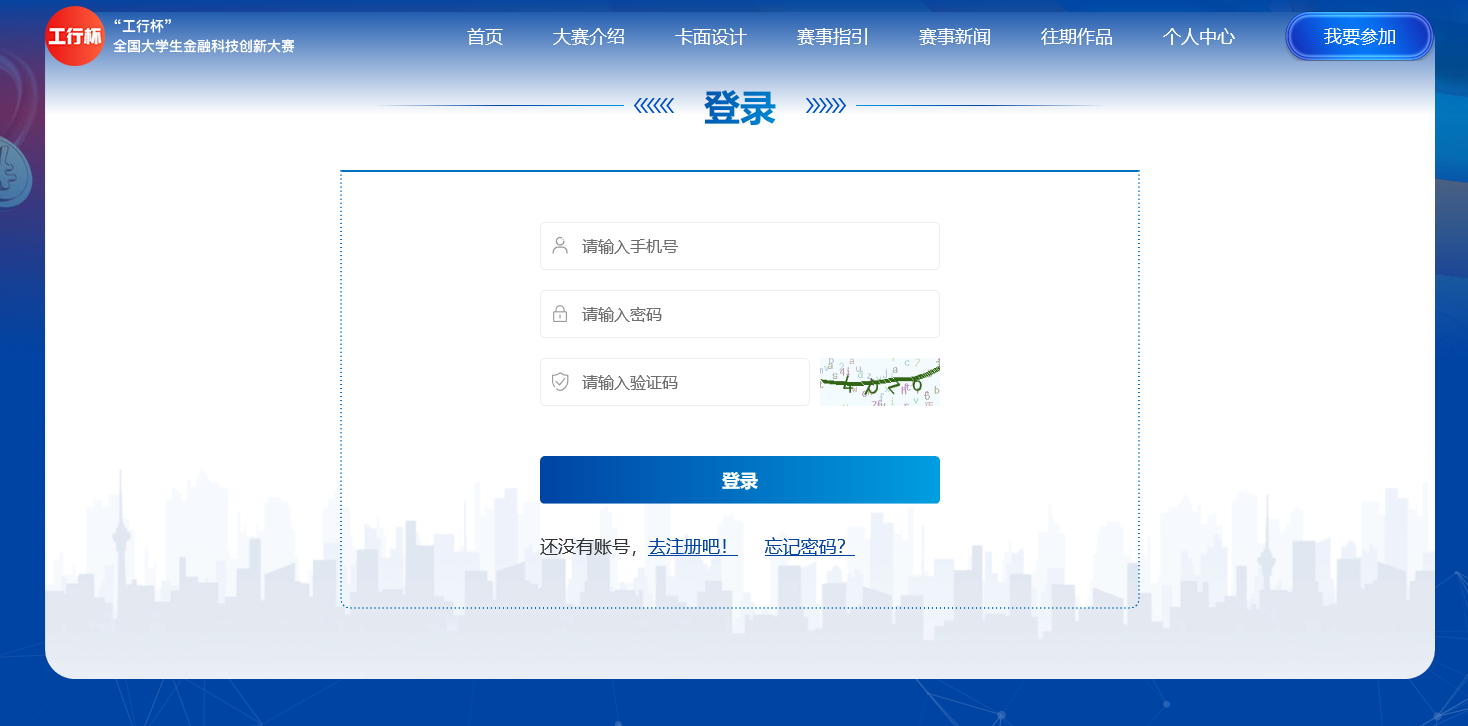 工行杯
“工行杯”
全国大学生金融科技创新大赛
首页
大赛介绍
卡面设计
赛事指引
赛事新闻
往期作品
个人中心
我要参加
登录
请输入手机号
请输入密码
请输入验证码
登录
还没有账号，去注册吧！
忘记密码？